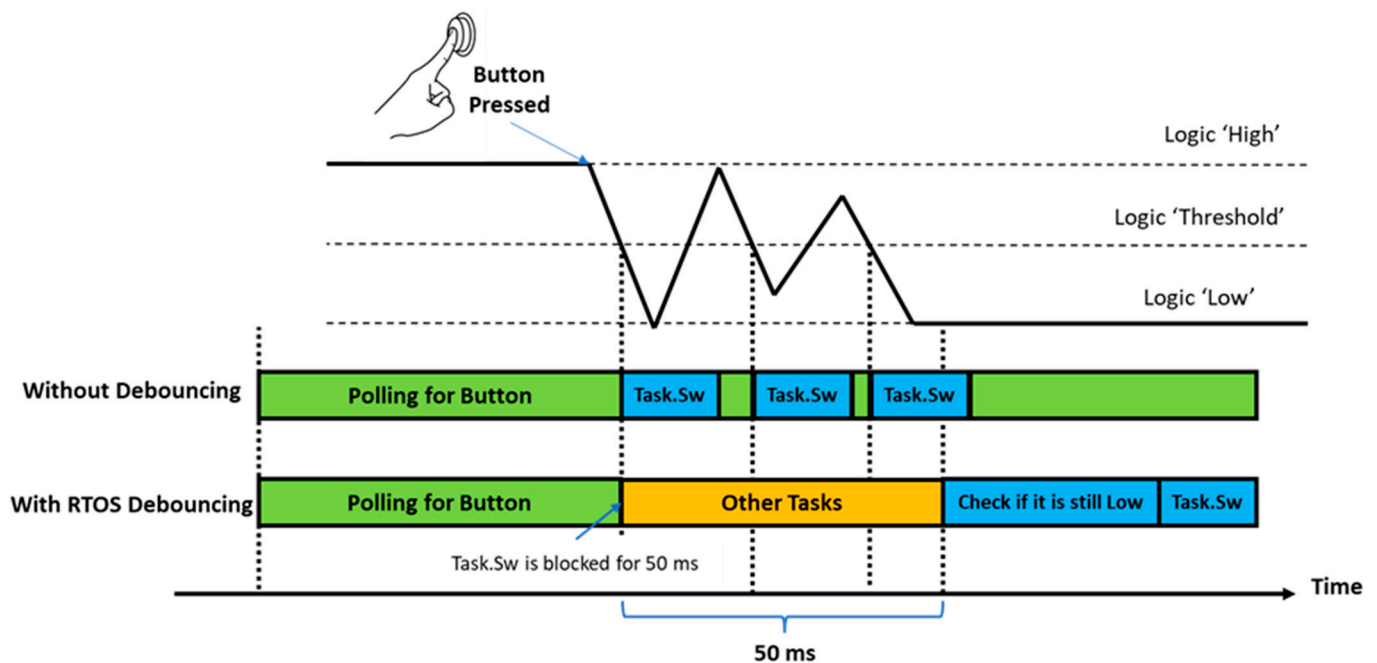 Button
Pressed
Logic ‘High’
Logic ‘Threshold’
Logic ‘Low’
Without Debouncing
Polling for Button
Task.Sw
Task.Sw
Task.Sw
With RTOS Debouncing
Polling for Button
Other Tasks
Check if it is still Low
Task.Sw
Task.Sw is blocked for 50 ms
Time
50 ms